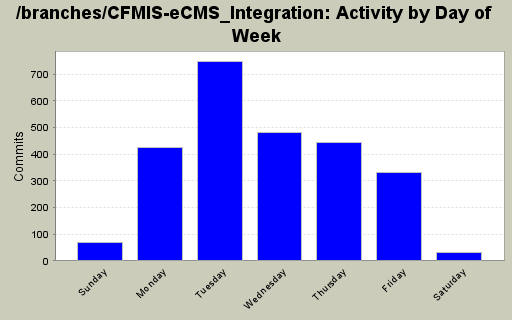 /branches/CFMIS-eCMS_Integration: Activity by Day of
Week
Commits
700
600
500
400
300
200
100
0
Sunday
Monday
Tuesday
Wednesday
Thursday
Friday
Saturday